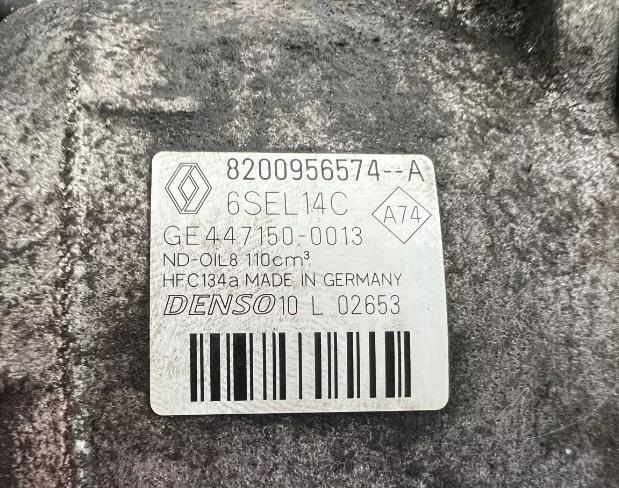 8200956574--A
6SEL14C
A74
GE447150-0013
ND-OIL8 110cm³
HFC134a MADE IN GERMANY
DENSO 10 L 02653